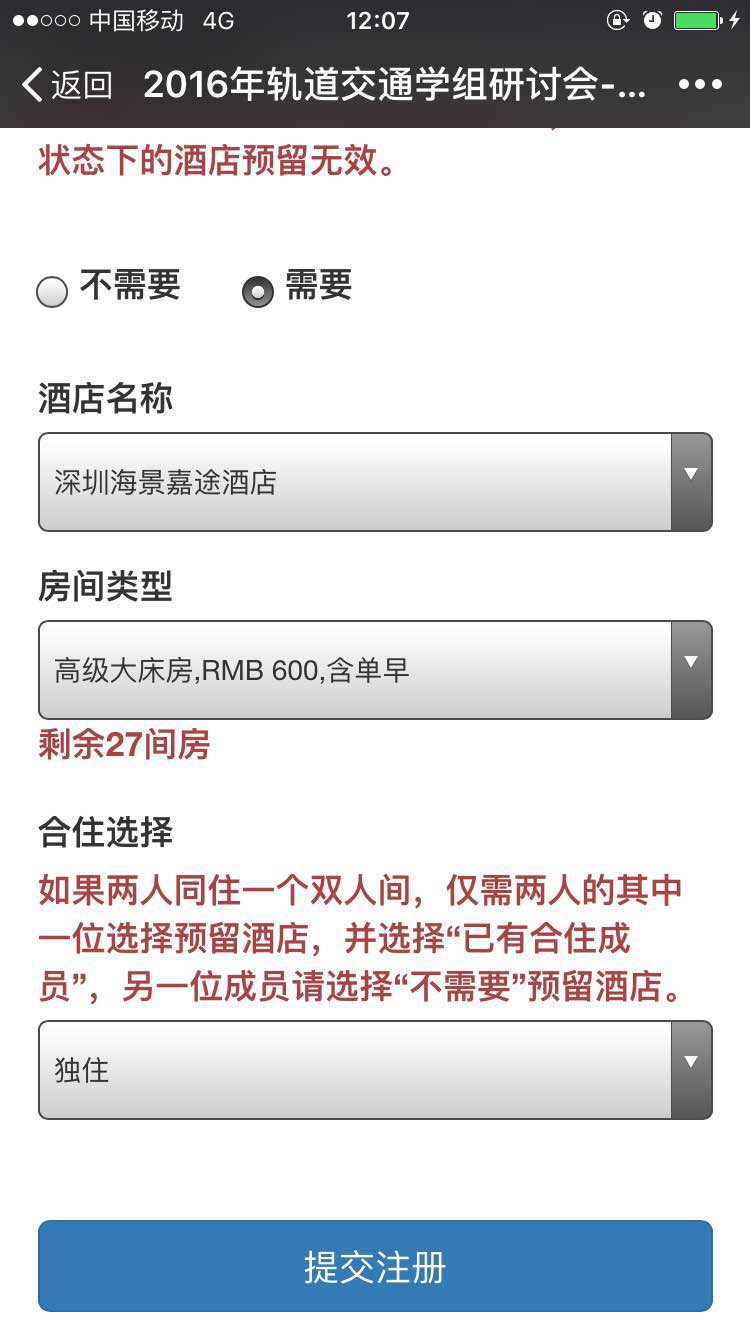 中国移动 4G 12:07
返回 2016年轨道交通学组研讨会-...
状态下的酒店预留无效。
不需要 需要
酒店名称
深圳海景嘉途酒店
房间类型
高级大床房,RMB 600,含单早
剩余27间房
合住选择
如果两人同住一个双人间，仅需两人的其中
一位选择预留酒店，并选择“已有合住成
员”，另一位成员请选择“不需要”预留酒店。
独住
提交注册